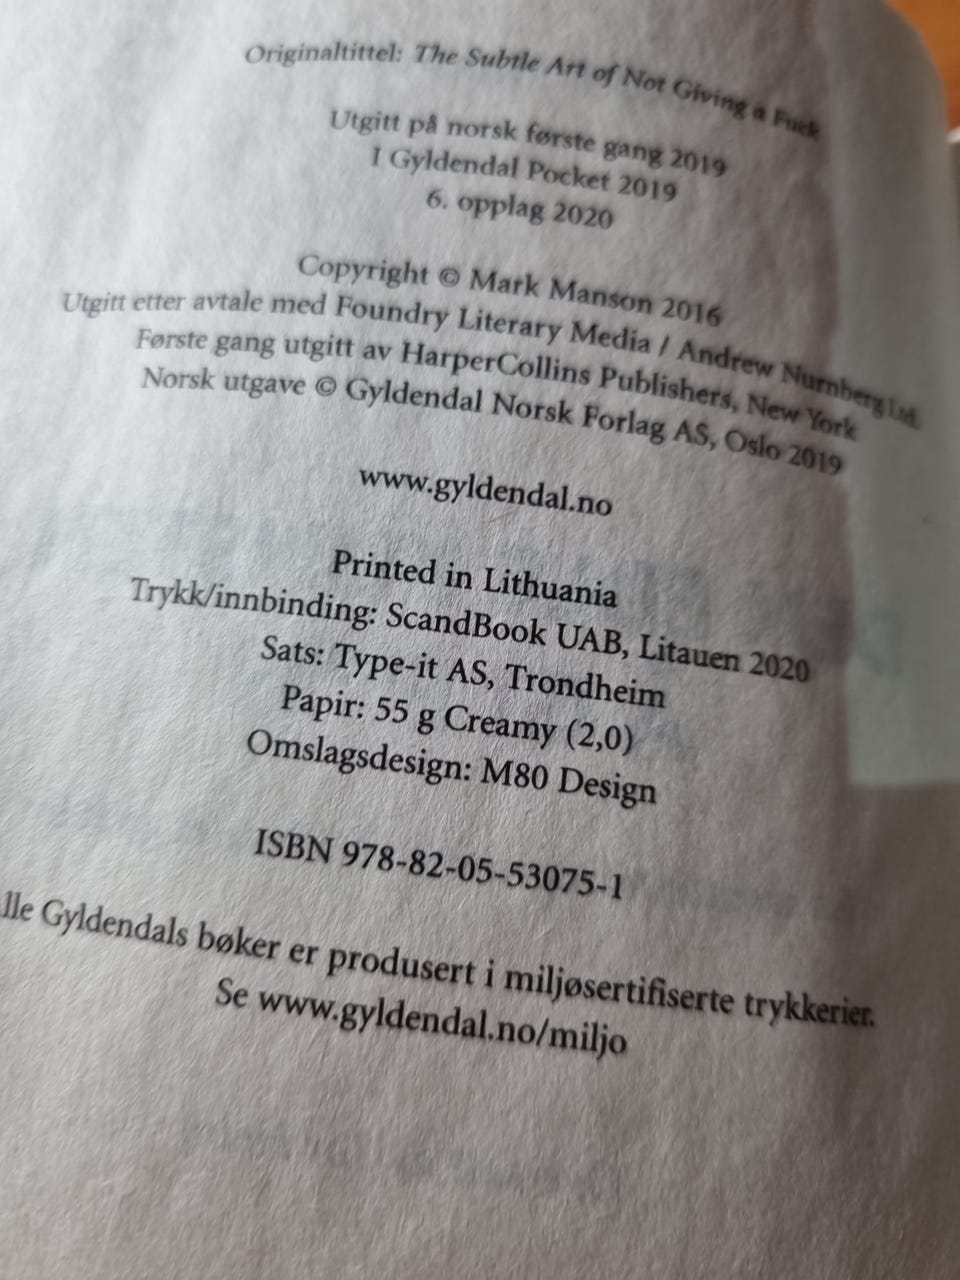 Originaltittel: The Subtle Art of Not Giving a Fuck
Utgitt på norsk første gang 2019
I Gyldendal Pocket 2019
6. opplag 2020
Copyright © Mark Manson 2016
Utgitt etter avtale med Foundry Literary Media / Andrew Nurnberg Ltd.
Første gang utgitt av HarperCollins Publishers, New York
Norsk utgave © Gyldendal Norsk Forlag AS, Oslo 2019
www.gyldendal.no
Printed in Lithuania
Trykk/innbinding: ScandBook UAB, Litauen 2020
Sats: Type-it AS, Trondheim
Papir: 55 g Creamy (2,0)
Omslagsdesign: M80 Design
ISBN 978-82-05-53075-1
lle Gyldendals bøker er produsert i miljøsertifiserte trykkerier.
Se www.gyldendal.no/miljo